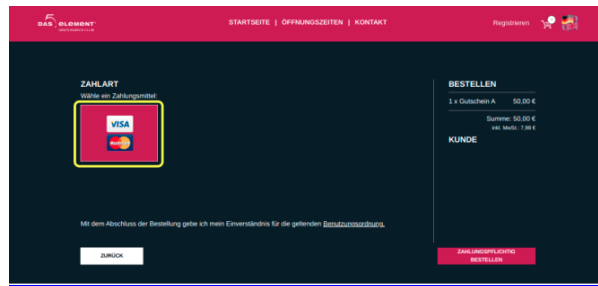 5
DAS ELEMENT
STARTSEITE | ÖFFNUNGSZEITEN | KONTAKT
Registrieren
ZAHLART
Wähle ein Zahlungsmittel:
VISA
BESTELLEN
1 x Gutschein A 50,00 €
Summe: 50,00 €
inkl. MwSt.: 7,98 €
KUNDE
Mit dem Abschluss der Bestellung gebe ich mein Einverständnis für die geltenden Benutzungsordnung.
ZURÜCK
ZAHLUNGSPFLICHTIG
BESTELLEN